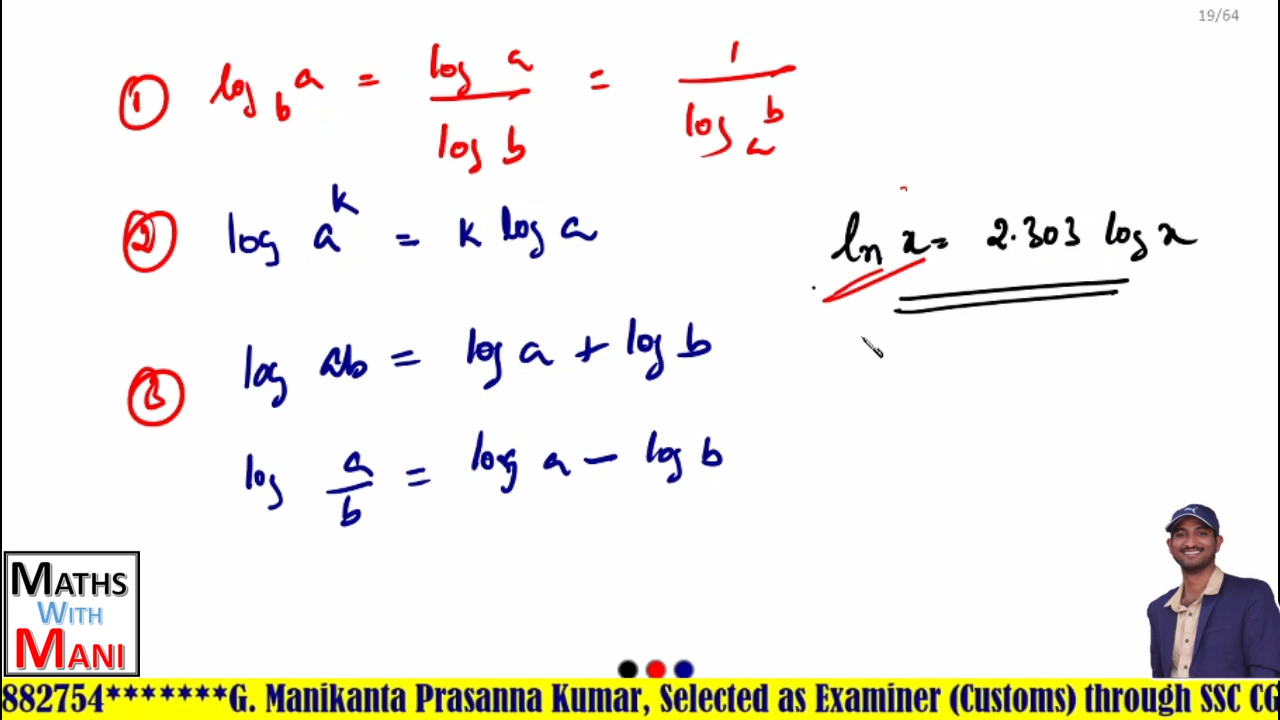 19/64
① log_b a = log a / log b = 1 / log_a b
② log a^k = k log a
ln x = 2.303 log x
③ log ab = log a + log b
log a/b = log a - log b
MATHS
WITH
MANI
882754*******G. Manikanta Prasanna Kumar, Selected as Examiner (Customs) through SSC CG